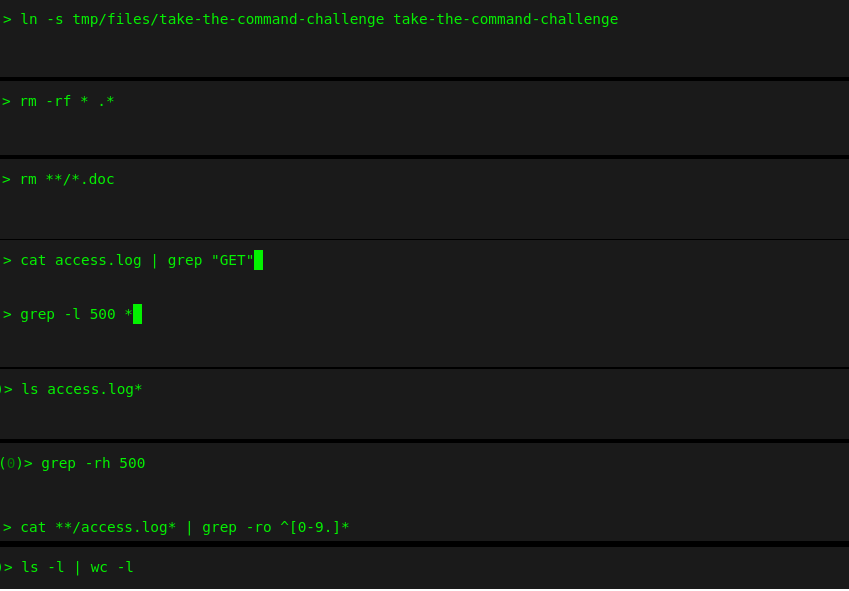 > ln -s tmp/files/take-the-command-challenge take-the-command-challenge
> rm -rf * .*
> rm **/*.doc
> cat access.log | grep "GET"
> grep -l 500 *
)> ls access.log*
(0)> grep -rh 500
> cat **/access.log* | grep -ro ^[0-9.]*
)> ls -l | wc -l